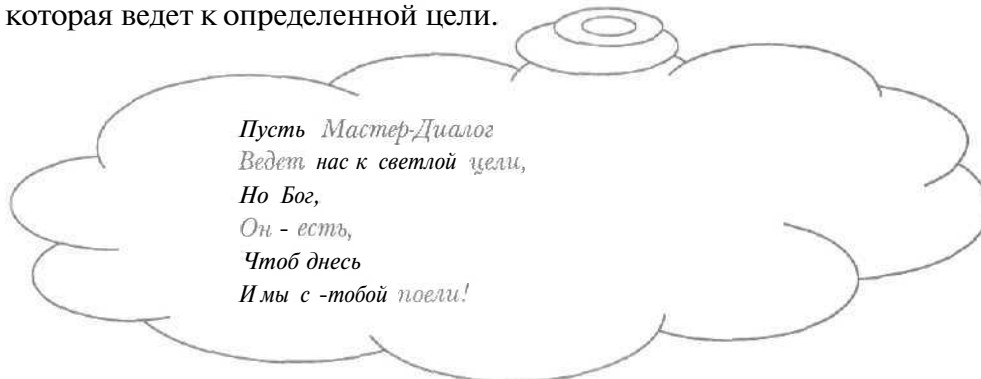 которая ведет к определенной цели.
Пусть Мастер-Диалог
Ведет нас к светлой цели,
Но Бог,
Он - есть,
Чтоб днесь
И мы с -тобой поели!